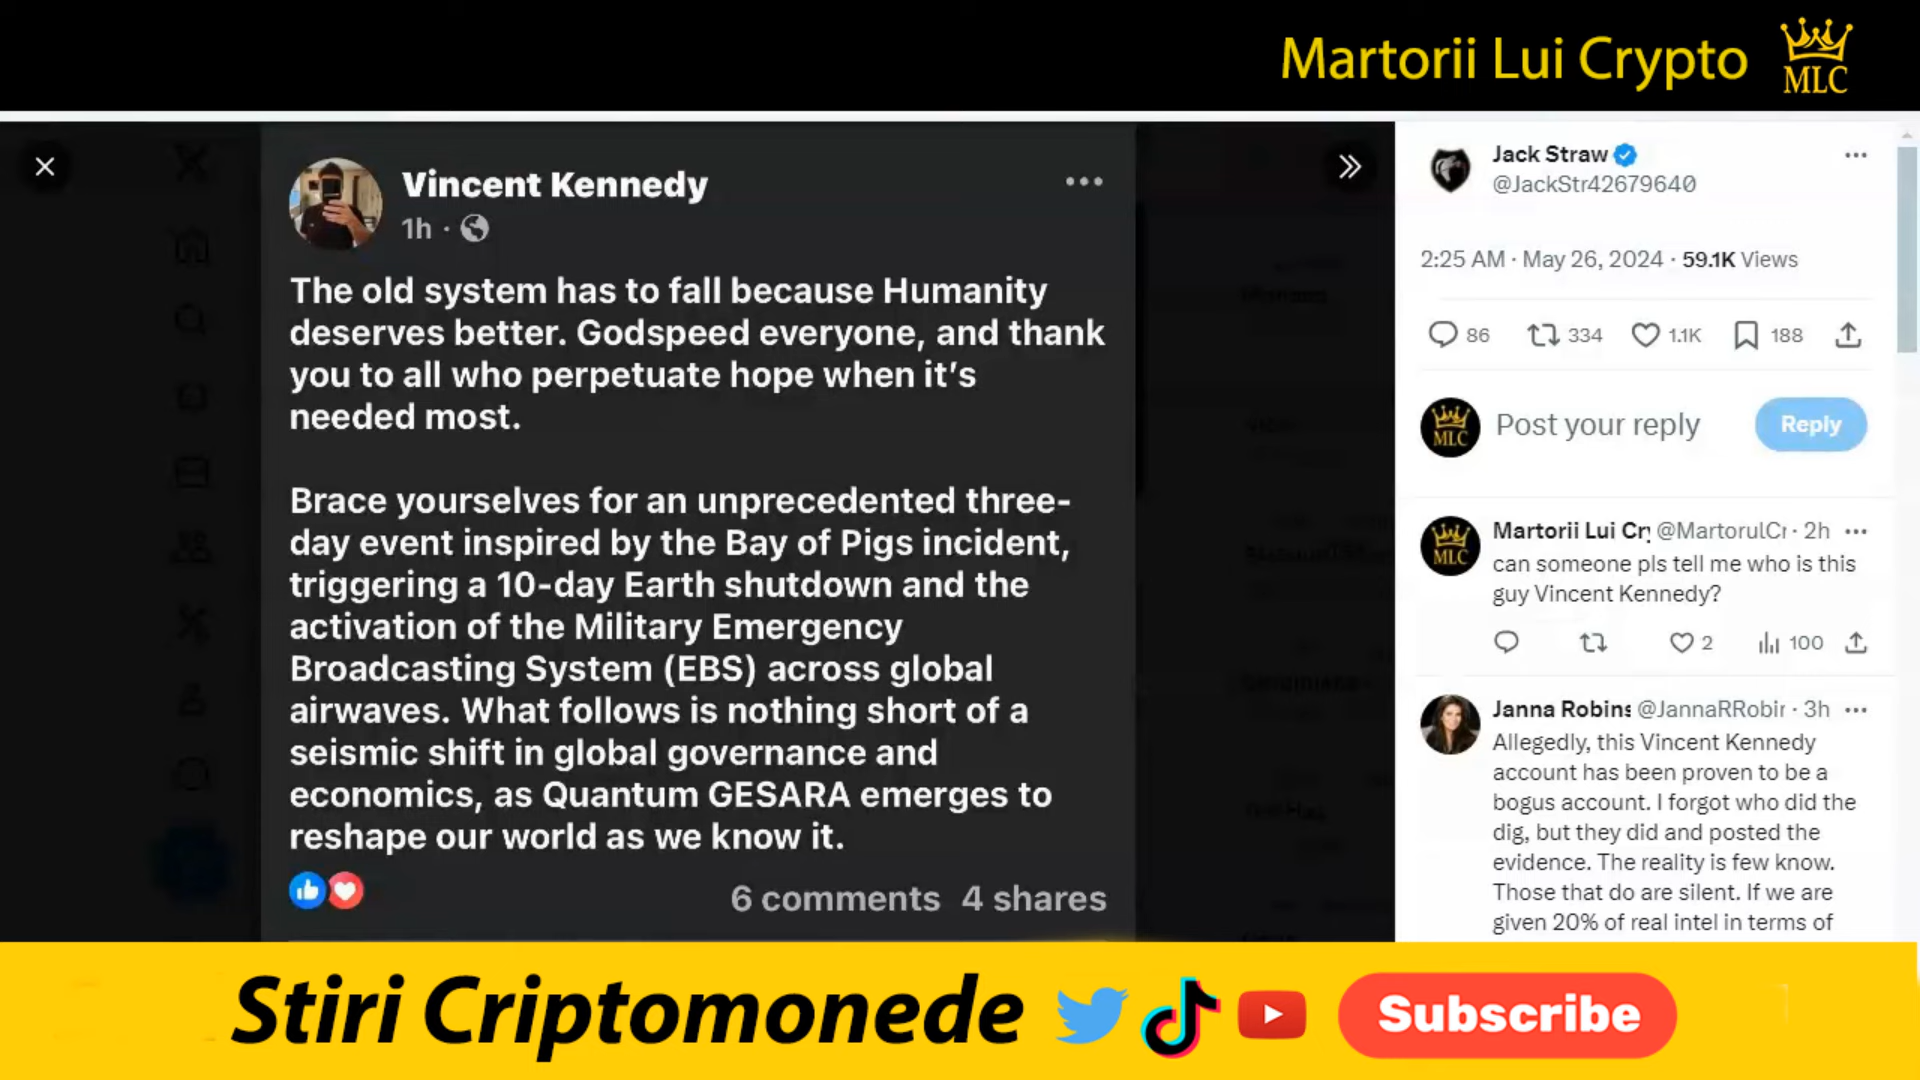 Martorii Lui Crypto
MLC
Vincent Kennedy
1h ·
The old system has to fall because Humanity
deserves better. Godspeed everyone, and thank
you to all who perpetuate hope when it's
needed most.
Brace yourselves for an unprecedented three-
day event inspired by the Bay of Pigs incident,
triggering a 10-day Earth shutdown and the
activation of the Military Emergency
Broadcasting System (EBS) across global
airwaves. What follows is nothing short of a
seismic shift in global governance and
economics, as Quantum GESARA emerges to
reshape our world as we know it.
6 comments 4 shares
Jack Straw
@JackStr42679640
2:25 AM · May 26, 2024 · 59.1K Views
86 334 1.1K 188
MLC
Post your reply
Reply
MLC
Martorii Lui Cr @MartorulCr · 2h
can someone pls tell me who is this
guy Vincent Kennedy?
2 100
Janna Robins @JannaRRobir · 3h
Allegedly, this Vincent Kennedy
account has been proven to be a
bogus account. I forgot who did the
dig, but they did and posted the
evidence. The reality is few know.
Those that do are silent. If we are
given 20% of real intel in terms of
Stiri Criptomonede
Subscribe